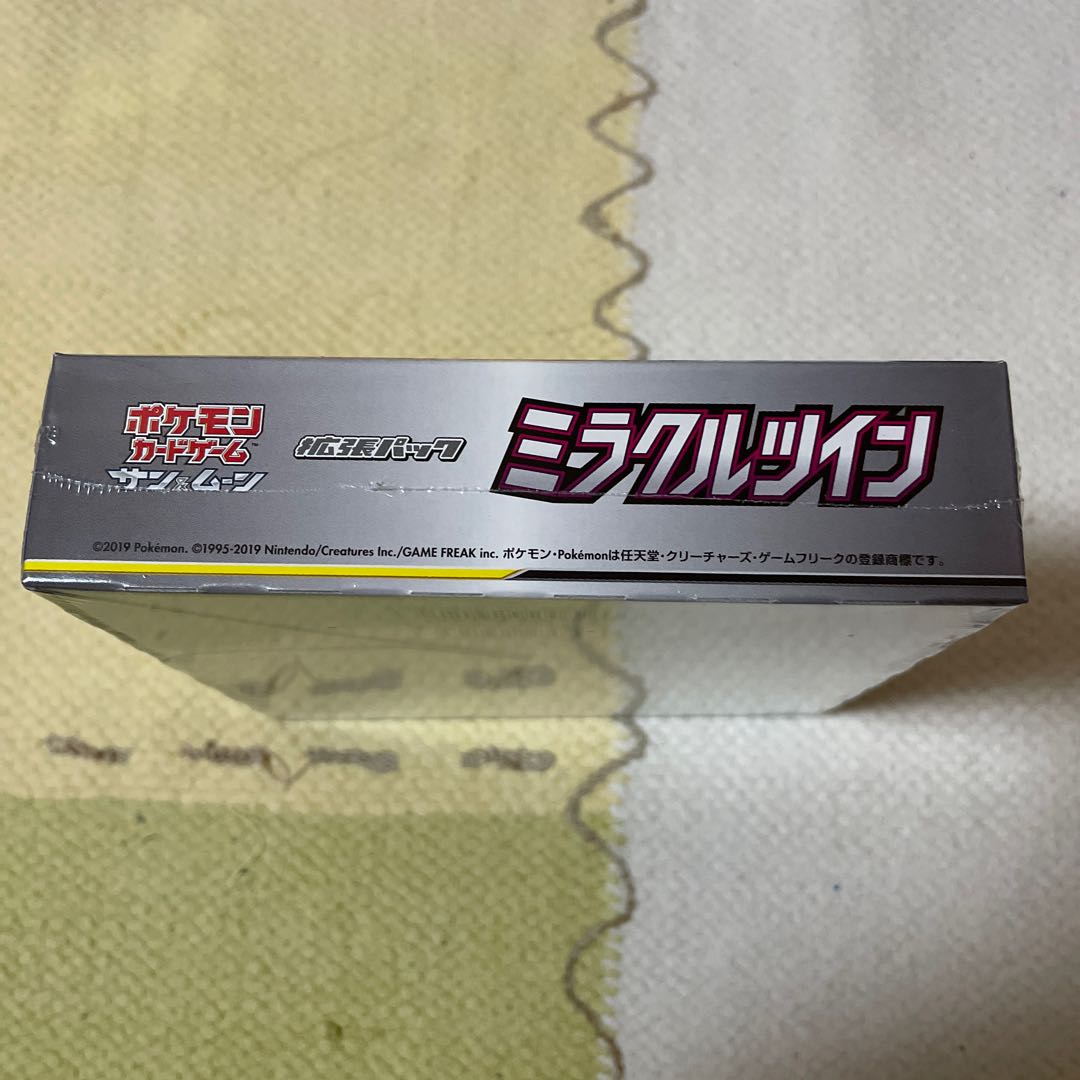 ポケモン
カードゲーム™
サン&ムーン
拡張パック
ミラクルツイン
©2019 Pokémon. ©1995-2019 Nintendo/Creatures Inc./GAME FREAK inc. ポケモン・Pokémonは任天堂・クリーチャーズ・ゲームフリークの登録商標です。